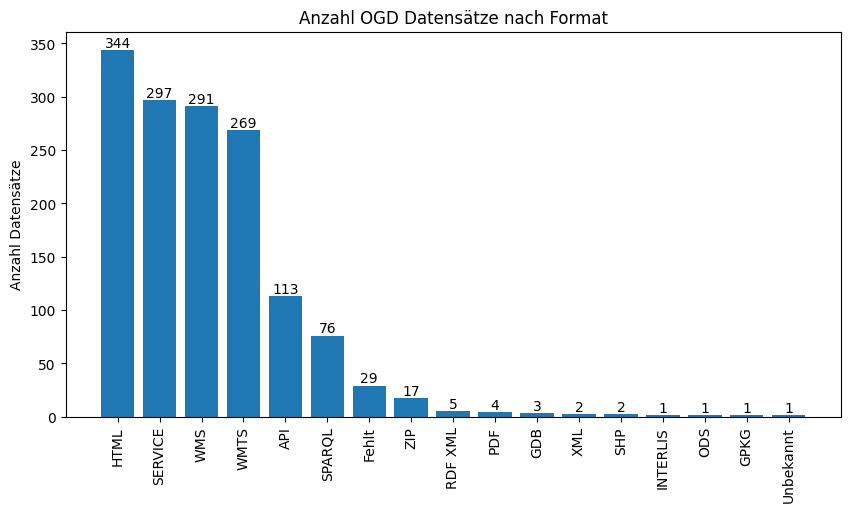 Anzahl OGD Datensätze nach Format
Anzahl Datensätze
350
300
250
200
150
100
50
0
344
297
291
269
113
76
29
17
5
4
3
2
2
1
1
1
1
HTML
SERVICE
WMS
WMTS
API
SPARQL
Fehlt
ZIP
RDF XML
PDF
GDB
XML
SHP
INTERLIS
ODS
GPKG
Unbekannt